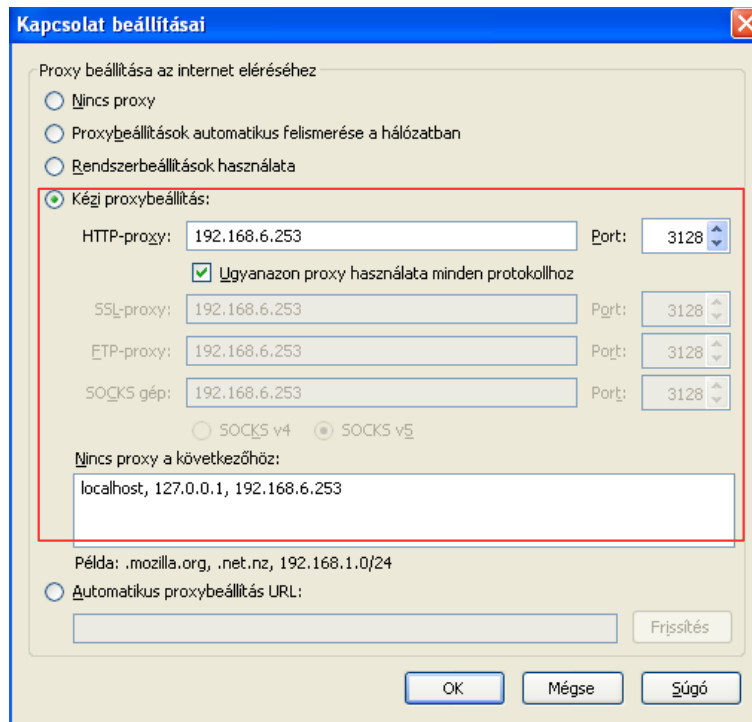 Kapcsolat beállításai
Proxy beállítása az internet eléréséhez
Nincs proxy
Proxybeállítások automatikus felismerése a hálózatban
Rendszerbeállítások használata
Kézi proxybeállítás:
HTTP-proxy: 192.168.6.253 Port: 3128
Ugyanazon proxy használata minden protokollhoz
SSL-proxy: 192.168.6.253 Port: 3128
FTP-proxy: 192.168.6.253 Port: 3128
SOCKS gép: 192.168.6.253 Port: 3128
SOCKS v4 SOCKS v5
Nincs proxy a következőhöz:
localhost, 127.0.0.1, 192.168.6.253
Példa: .mozilla.org, .net.nz, 192.168.1.0/24
Automatikus proxybeállítás URL:
Frissítés
OK Mégse Súgó